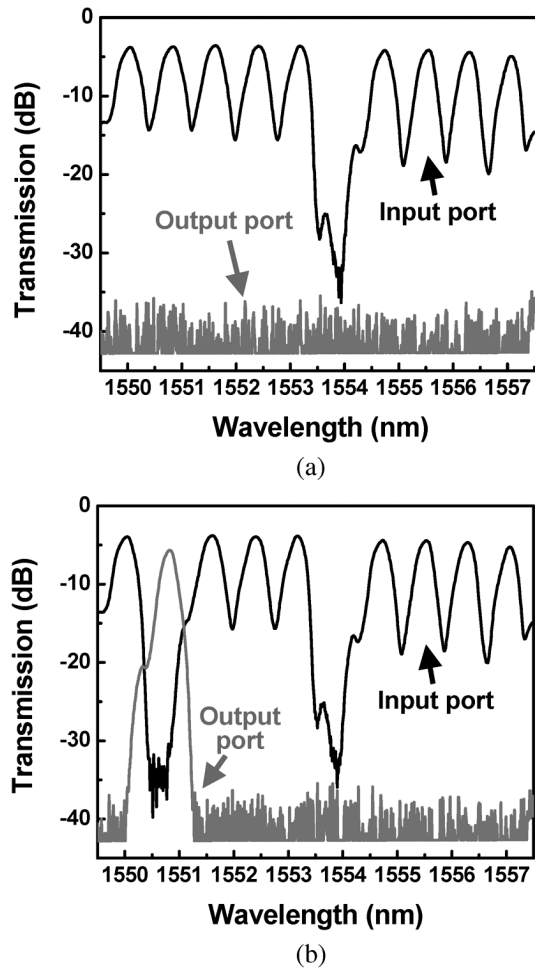 0
-10
-20
-30
-40
Transmission (dB)
Output port
Input port
1550 1551 1552 1553 1554 1555 1556 1557
Wavelength (nm)
(a)
0
-10
-20
-30
-40
Transmission (dB)
Output
port
Input port
1550 1551 1552 1553 1554 1555 1556 1557
Wavelength (nm)
(b)